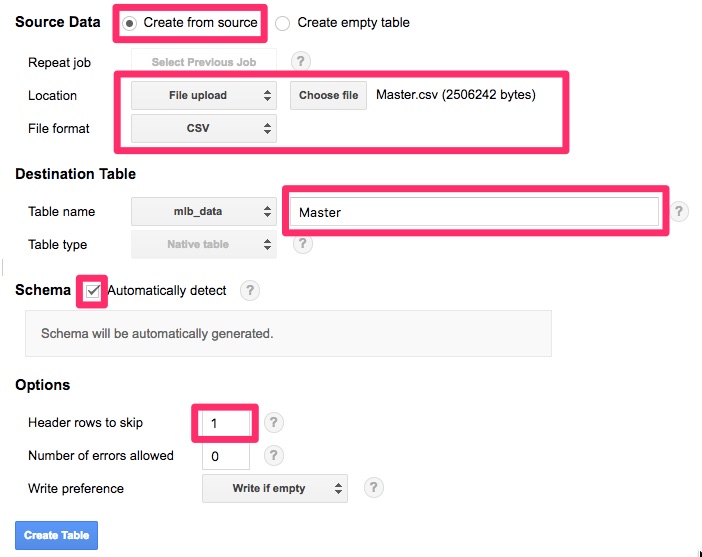 Source Data Create from source Create empty table
Repeat job Select Previous Job ?
Location File upload Choose file Master.csv (2506242 bytes)
File format CSV
Destination Table
Table name mlb_data Master ?
Table type Native table ?
Schema Automatically detect ?
Schema will be automatically generated.
Options
Header rows to skip 1 ?
Number of errors allowed 0 ?
Write preference Write if empty ?
Create Table